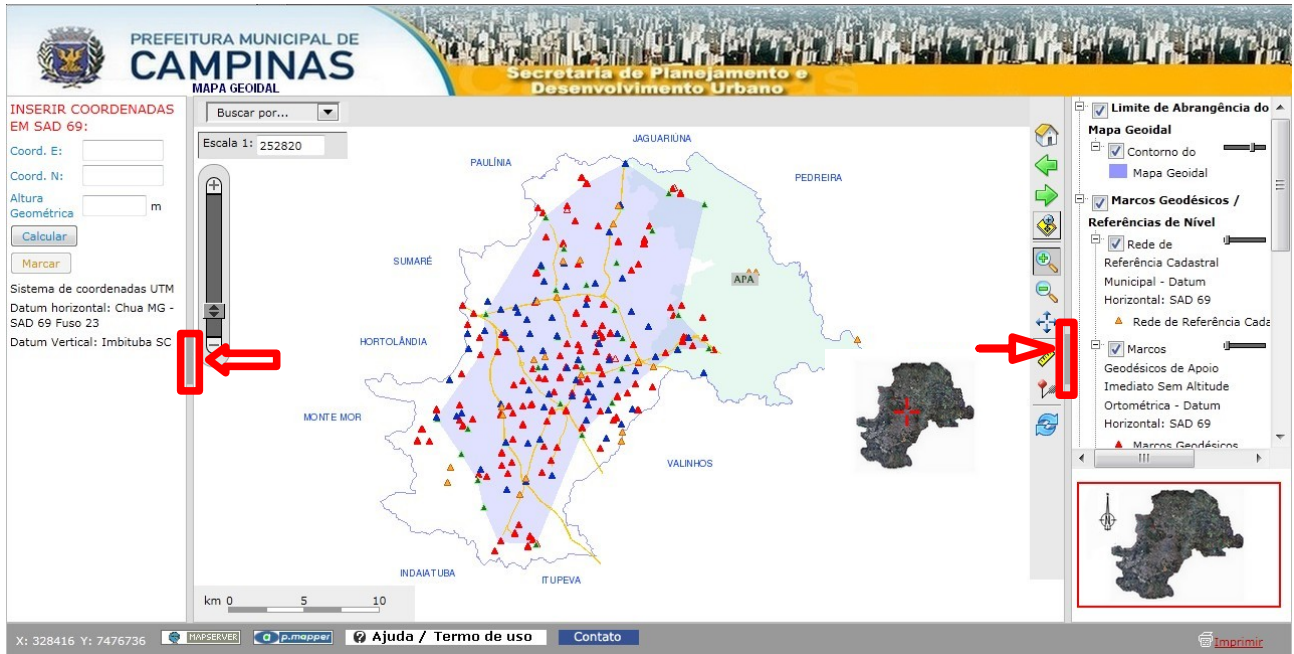 PREFEITURA MUNICIPAL DE
CAMPINAS
MAPA GEOIDAL
Secretaria de Planejamento e
Desenvolvimento Urbano
INSERIR COORDENADAS
EM SAD 69:
Coord. E:
Coord. N:
Altura
Geométrica
m
Calcular
Marcar
Sistema de coordenadas UTM
Datum horizontal: Chua MG -
SAD 69 Fuso 23
Datum Vertical: Imbituba SC
Buscar por...
Escala 1: 252820
JAGUARIÚNA
PAULÍNIA
PEDREIRA
SUMARÉ
APA
HORTOLÂNDIA
MONTE MOR
VALINHOS
INDAIATUBA
ITUPEVA
km 0 5 10
Limite de Abrangência do
Mapa Geoidal
Contorno do
Mapa Geoidal
Marcos Geodésicos /
Referências de Nível
Rede de
Referência Cadastral
Municipal - Datum
Horizontal: SAD 69
Rede de Referência Cada
Marcos
Geodésicos de Apoio
Imediato Sem Altitude
Ortométrica - Datum
Horizontal: SAD 69
Marcos Geodésicos
N
X: 328416 Y: 7476736
MAPSERVER
p.mapper
? Ajuda / Termo de uso
Contato
Imprimir